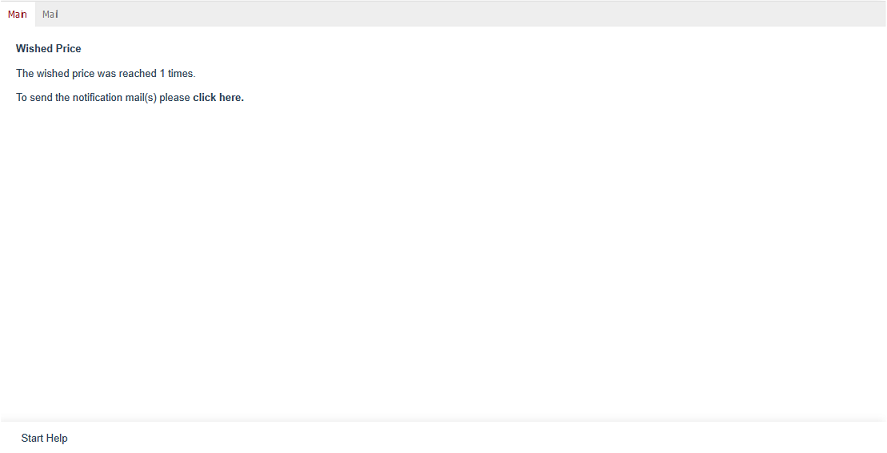 Main Mail
Wished Price
The wished price was reached 1 times.
To send the notification mail(s) please click here.
Start Help